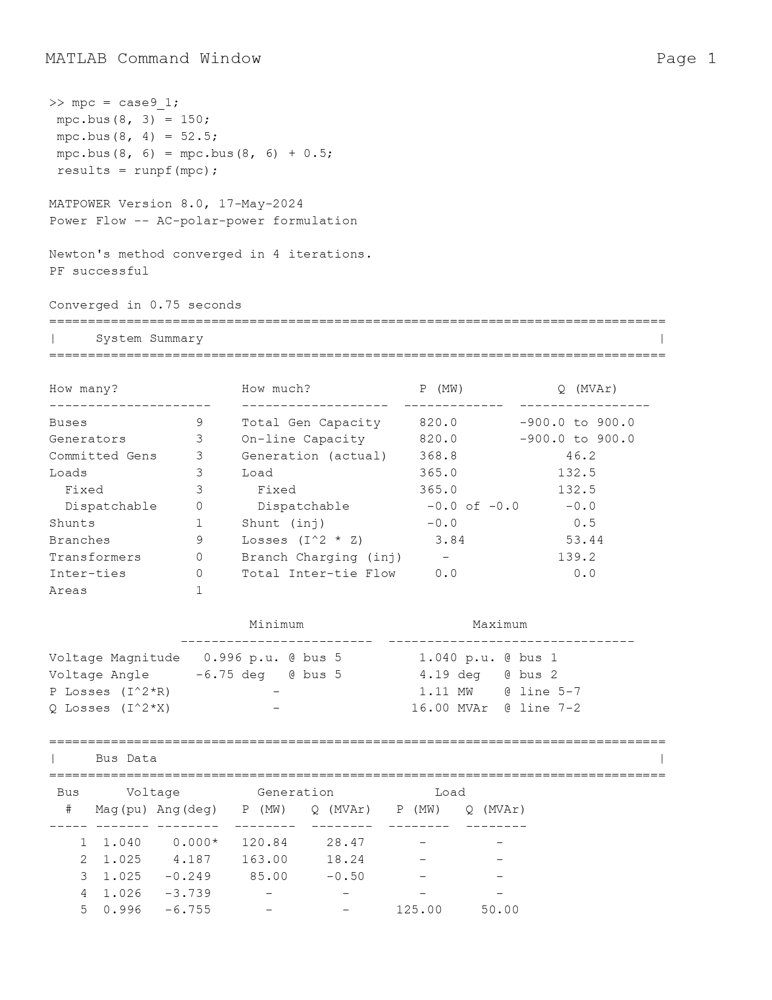 MATLAB Command Window                                      Page 1
>> mpc = case9_1;
 mpc.bus(8, 3) = 150;
 mpc.bus(8, 4) = 52.5;
 mpc.bus(8, 6) = mpc.bus(8, 6) + 0.5;
 results = runpf(mpc);
MATPOWER Version 8.0, 17-May-2024
Power Flow -- AC-polar-power formulation
Newton's method converged in 4 iterations.
PF successful
Converged in 0.75 seconds
================================================================================
|     System Summary                                                           |
================================================================================
How many?                How much?              P (MW)            Q (MVAr)
---------------------    -------------------  -------------  -----------------
Buses              9     Total Gen Capacity     820.0        -900.0 to 900.0
Generators         3     On-line Capacity       820.0        -900.0 to 900.0
Committed Gens     3     Generation (actual)    368.8              46.2
Loads              3     Load                   365.0             132.5
  Fixed            3       Fixed                365.0             132.5
  Dispatchable     0       Dispatchable          -0.0 of -0.0      -0.0
Shunts             1     Shunt (inj)             -0.0               0.5
Branches           9     Losses (I^2 * Z)         3.84             53.44
Transformers       0     Branch Charging (inj)     -              139.2
Inter-ties         0     Total Inter-tie Flow     0.0               0.0
Areas              1
                          Minimum                      Maximum
                 -------------------------  --------------------------------
Voltage Magnitude   0.996 p.u. @ bus 5          1.040 p.u. @ bus 1
Voltage Angle      -6.75 deg   @ bus 5          4.19 deg   @ bus 2
P Losses (I^2*R)             -                  1.11 MW    @ line 5-7
Q Losses (I^2*X)             -                 16.00 MVAr  @ line 7-2
================================================================================
|     Bus Data                                                                 |
================================================================================
 Bus      Voltage          Generation             Load
  #   Mag(pu) Ang(deg)   P (MW)   Q (MVAr)   P (MW)   Q (MVAr)
----- ------- --------  --------  --------  --------  --------
    1  1.040    0.000*   120.84     28.47       -         -
    2  1.025    4.187    163.00     18.24       -         -
    3  1.025   -0.249     85.00     -0.50       -         -
    4  1.026   -3.739       -         -         -         -
    5  0.996   -6.755       -         -      125.00     50.00